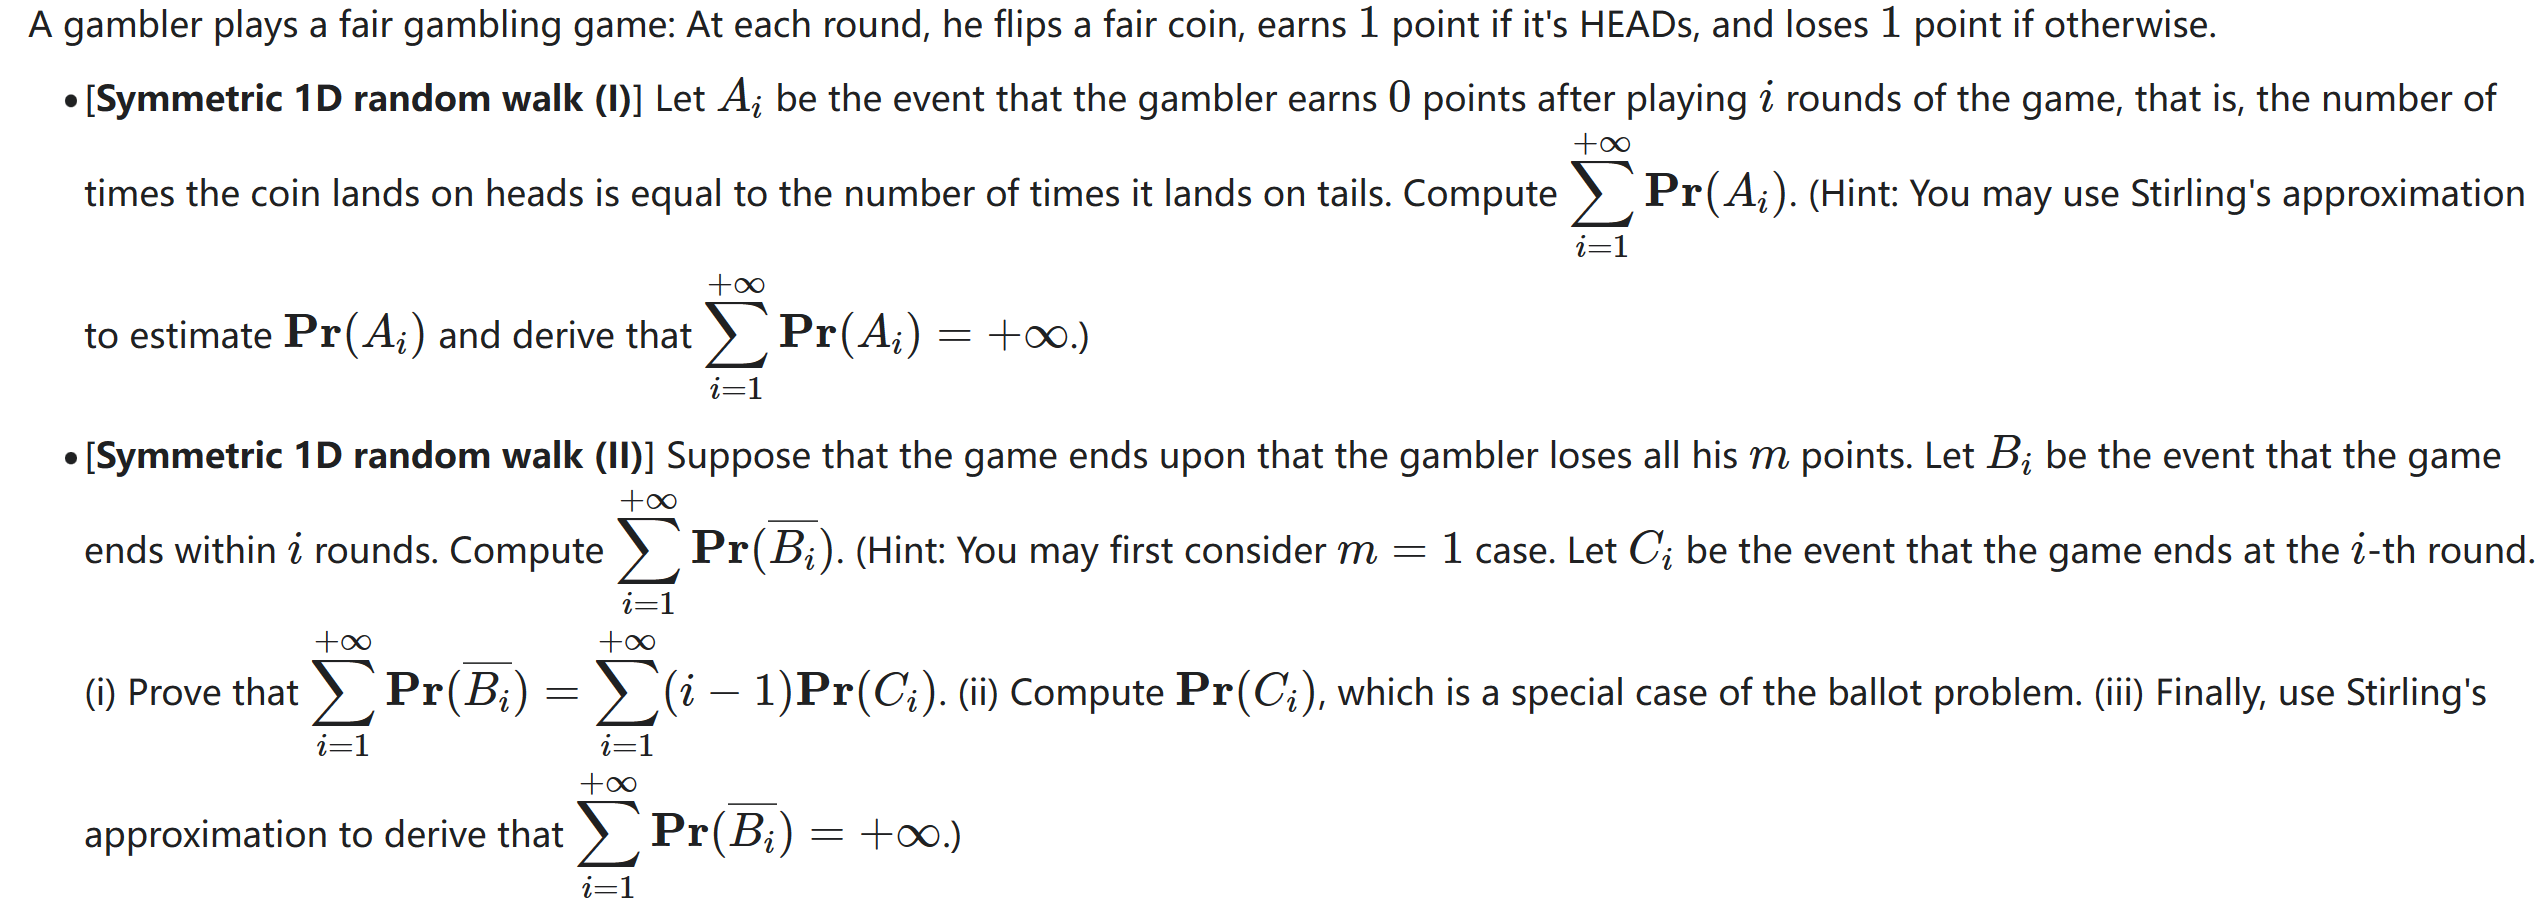 A gambler plays a fair gambling game: At each round, he flips a fair coin, earns $1$ point if it's HEADs, and loses $1$ point if otherwise.
• [**Symmetric 1D random walk (I)**] Let $A_i$ be the event that the gambler earns $0$ points after playing $i$ rounds of the game, that is, the number of
times the coin lands on heads is equal to the number of times it lands on tails. Compute $\sum_{i=1}^{+\infty} \mathbf{Pr}(A_i)$. (Hint: You may use Stirling's approximation
to estimate $\mathbf{Pr}(A_i)$ and derive that $\sum_{i=1}^{+\infty} \mathbf{Pr}(A_i) = +\infty$.)
• [**Symmetric 1D random walk (II)**] Suppose that the game ends upon that the gambler loses all his $m$ points. Let $B_i$ be the event that the game
ends within $i$ rounds. Compute $\sum_{i=1}^{+\infty} \mathbf{Pr}(\overline{B_i})$. (Hint: You may first consider $m = 1$ case. Let $C_i$ be the event that the game ends at the $i$-th round.
(i) Prove that $\sum_{i=1}^{+\infty} \mathbf{Pr}(\overline{B_i}) = \sum_{i=1}^{+\infty} (i - 1)\mathbf{Pr}(C_i)$. (ii) Compute $\mathbf{Pr}(C_i)$, which is a special case of the ballot problem. (iii) Finally, use Stirling's
approximation to derive that $\sum_{i=1}^{+\infty} \mathbf{Pr}(\overline{B_i}) = +\infty$.)